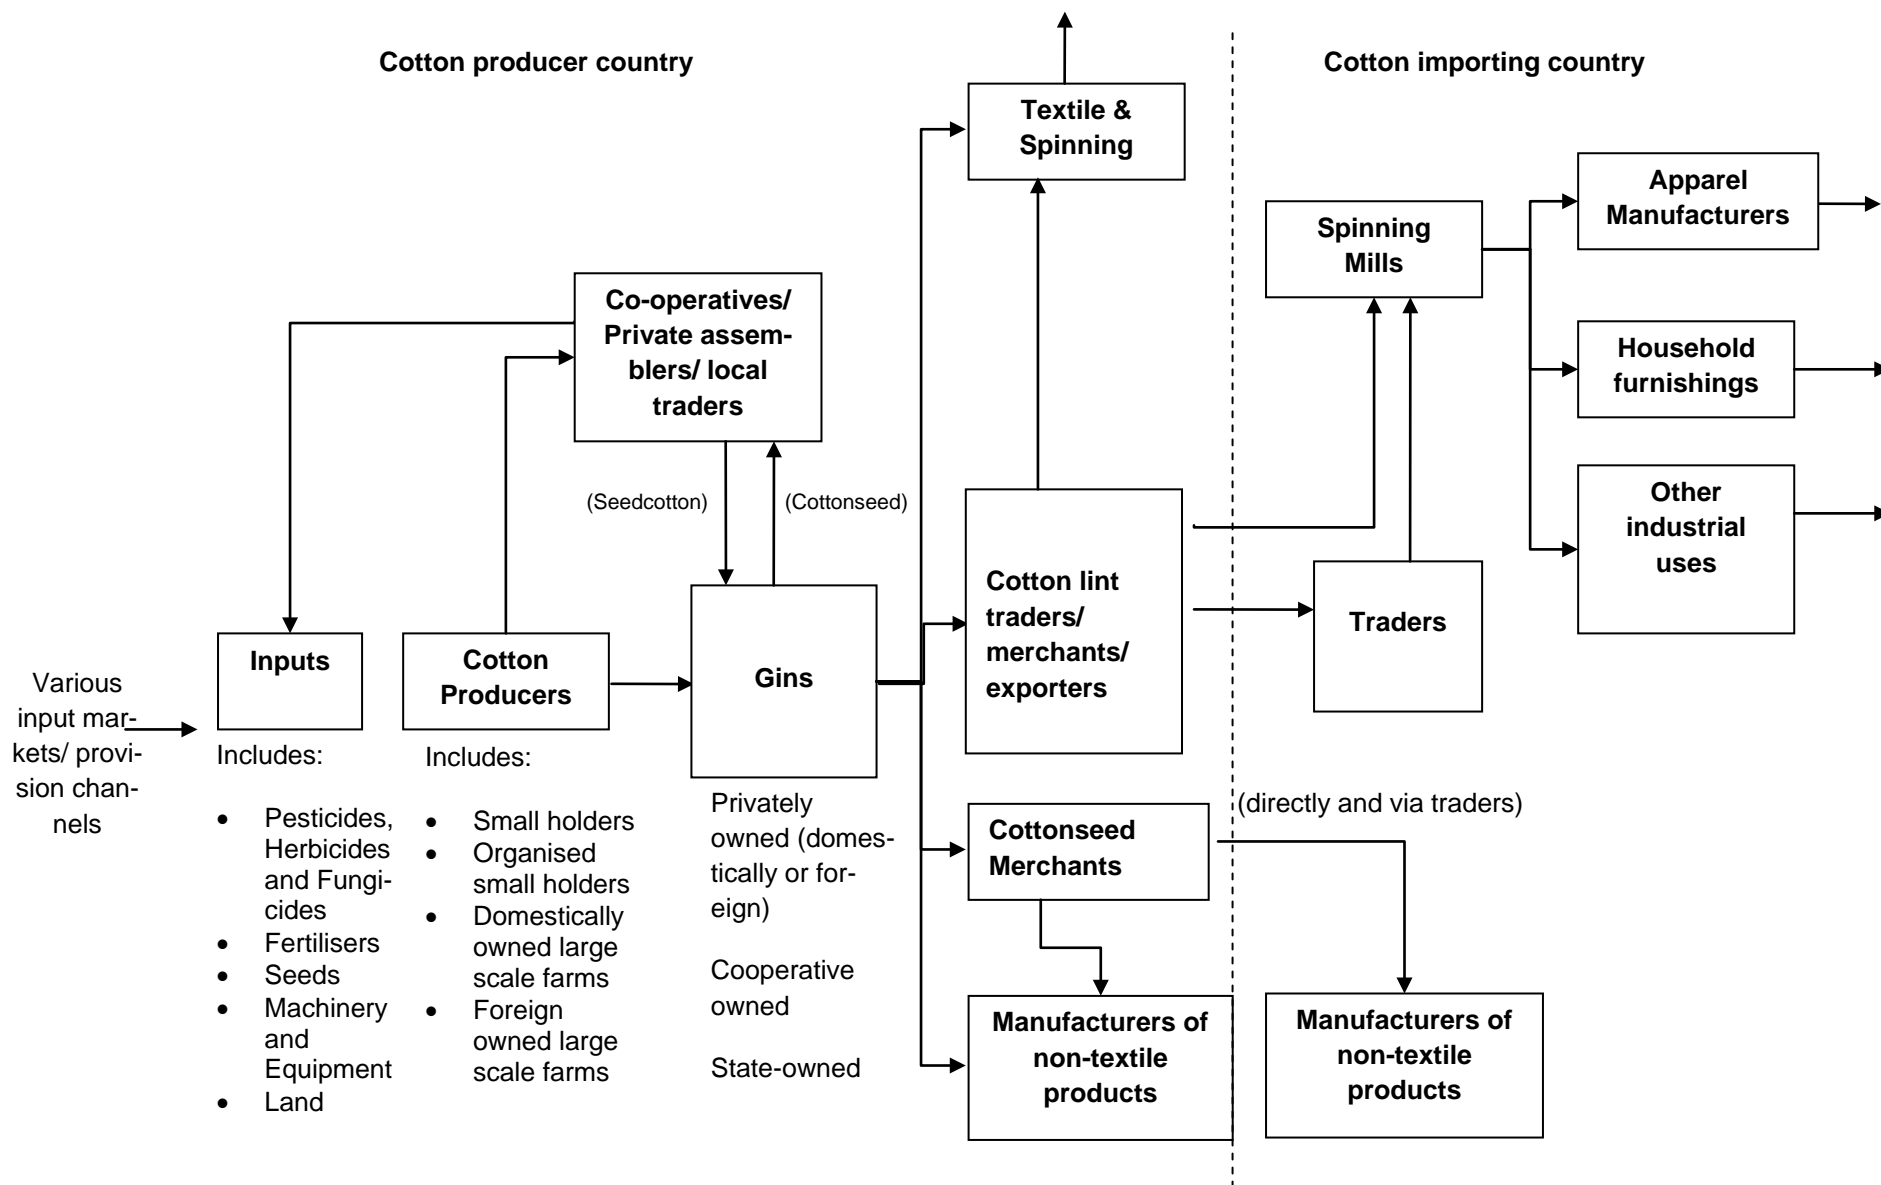 Cotton producer country
Cotton importing country
Textile &
Spinning
Apparel
Manufacturers
Spinning
Mills
Co-operatives/
Private assem-
blers/ local
traders
Household
furnishings
(Seedcotton)
(Cottonseed)
Other
industrial
uses
Cotton lint
traders/
merchants/
exporters
Traders
Inputs
Cotton
Producers
Gins
Various
input mar-
kets/ provi-
sion chan-
nels
Includes:
• Pesticides,
Herbicides
and Fungi-
cides
• Fertilisers
• Seeds
• Machinery
and
Equipment
• Land
Includes:
• Small holders
• Organised
small holders
• Domestically
owned large
scale farms
• Foreign
owned large
scale farms
Privately
owned (domes-
tically or for-
eign)
Cooperative
owned
State-owned
Cottonseed
Merchants
(directly and via traders)
Manufacturers of
non-textile
products
Manufacturers of
non-textile
products